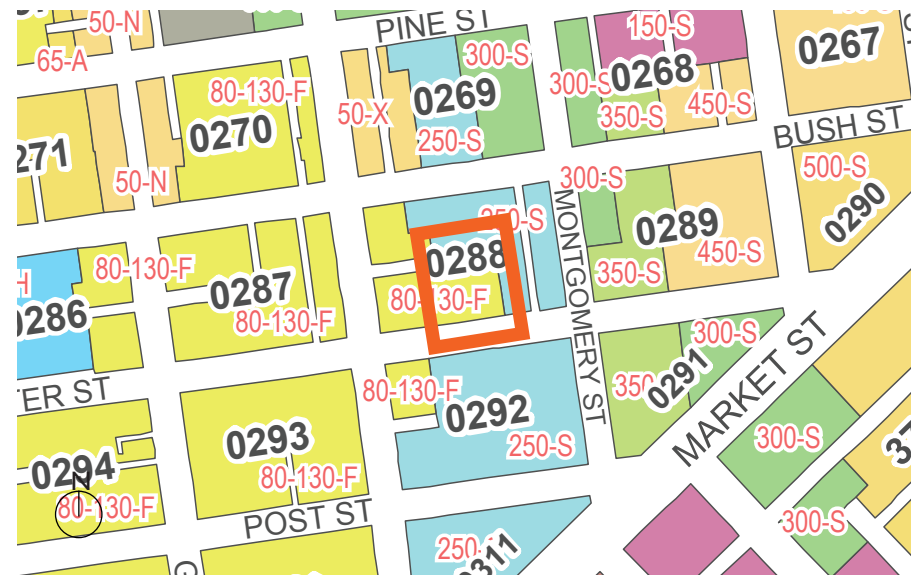 PINE ST
50-N
65-A
300-S
150-S
0267
0269
0268
300-S
80-130-F
50-X
350-S
450-S
0270
250-S
BUSH ST
271
50-N
300-S
500-S
0290
250-S
MONTGOMERY ST
0289
450-S
80-130-F
0288
350-S
H
0287
80-130-F
0286
80-130-F
300-S
MARKET ST
TER ST
80-130-F
350
0291
0292
0293
250-S
300-S
0294
80-130-F
N
80-130-F
POST ST
300-S
37
250-S
0311
G